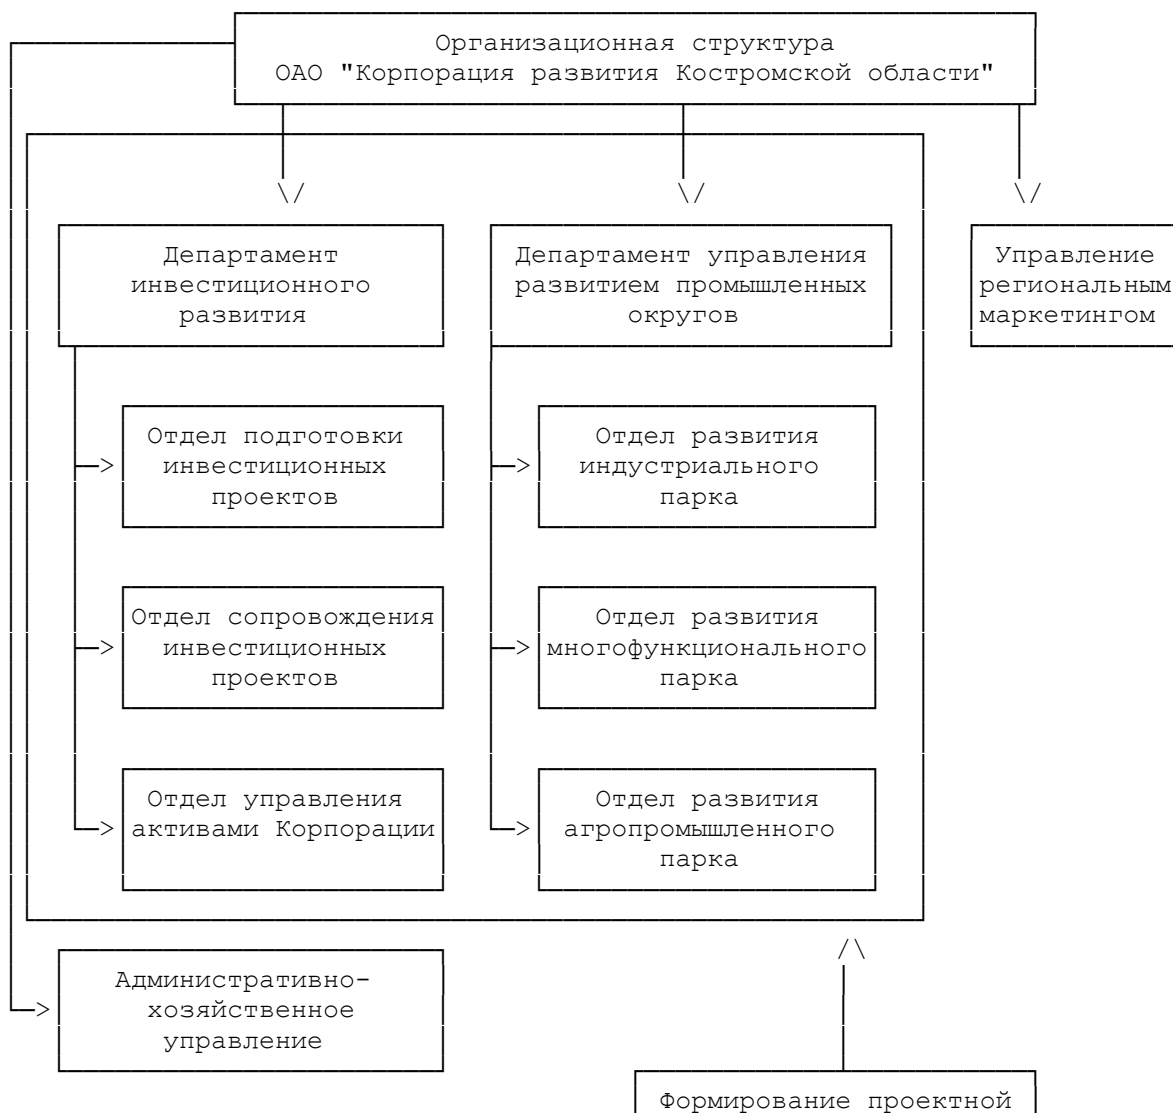 Организационная структура
ОАО "Корпорация развития Костромской области"
Департамент
инвестиционного
развития
Департамент управления
развитием промышленных
округов
Управление
региональным
маркетингом
Отдел подготовки
инвестиционных
проектов
Отдел развития
индустриального
парка
Отдел сопровождения
инвестиционных
проектов
Отдел развития
многофункционального
парка
Отдел управления
активами Корпорации
Отдел развития
агропромышленного
парка
Административно-
хозяйственное
управление
Формирование проектной